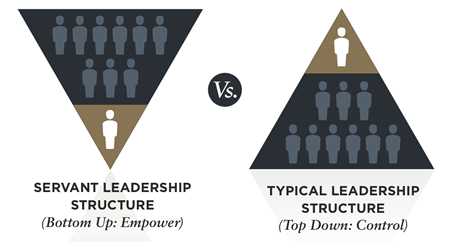 Vs.
SERVANT LEADERSHIP
STRUCTURE
(Bottom Up: Empower)
TYPICAL LEADERSHIP
STRUCTURE
(Top Down: Control)